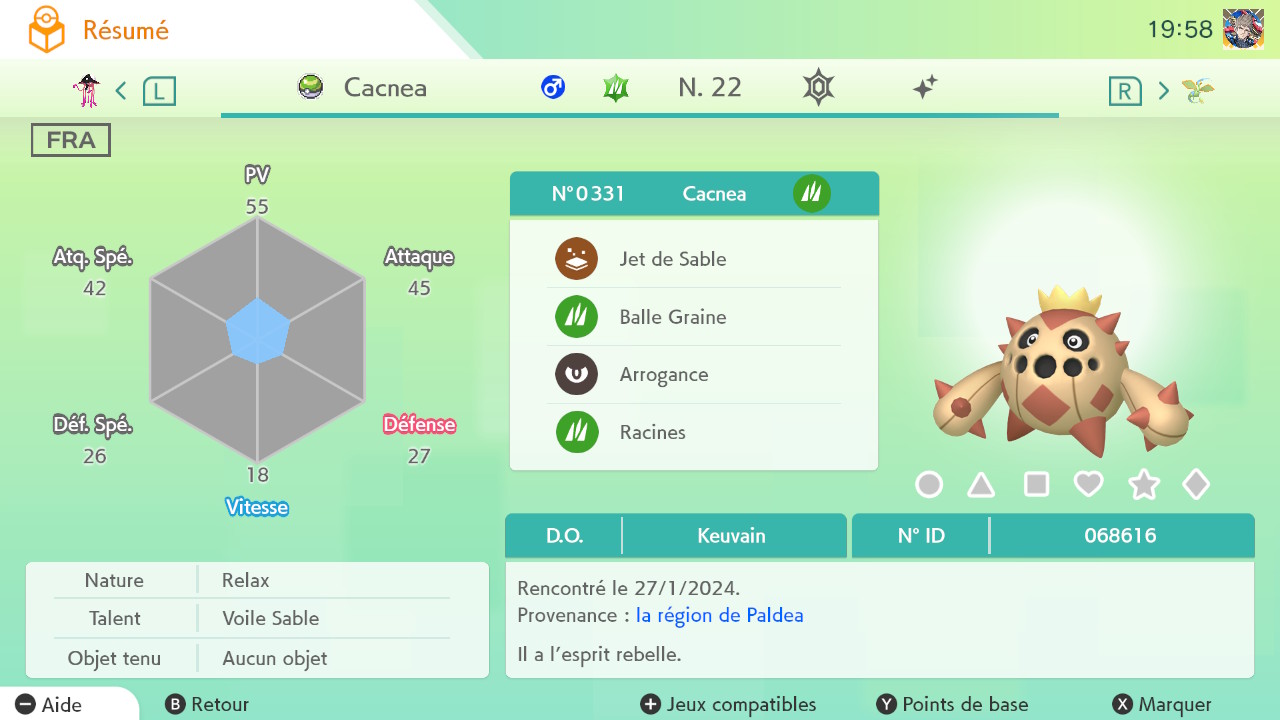 Résumé
19:58
L
Cacnea
N. 22
R
FRA
PV
55
Atq. Spé.
42
Attaque
45
Déf. Spé.
26
Défense
27
18
Vitesse
N°0331 Cacnea
Jet de Sable
Balle Graine
Arrogance
Racines
D.O. Keuvain N° ID 068616
Nature Relax
Talent Voile Sable
Objet tenu Aucun objet
Rencontré le 27/1/2024.
Provenance : la région de Paldea
Il a l'esprit rebelle.
Aide
B Retour
Jeux compatibles
Y Points de base
X Marquer